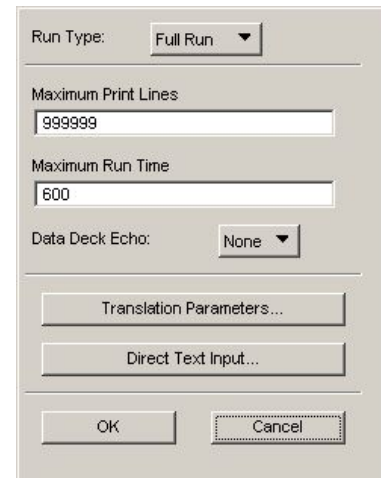 Run Type: Full Run
Maximum Print Lines
999999
Maximum Run Time
600
Data Deck Echo: None
Translation Parameters...
Direct Text Input...
OK Cancel